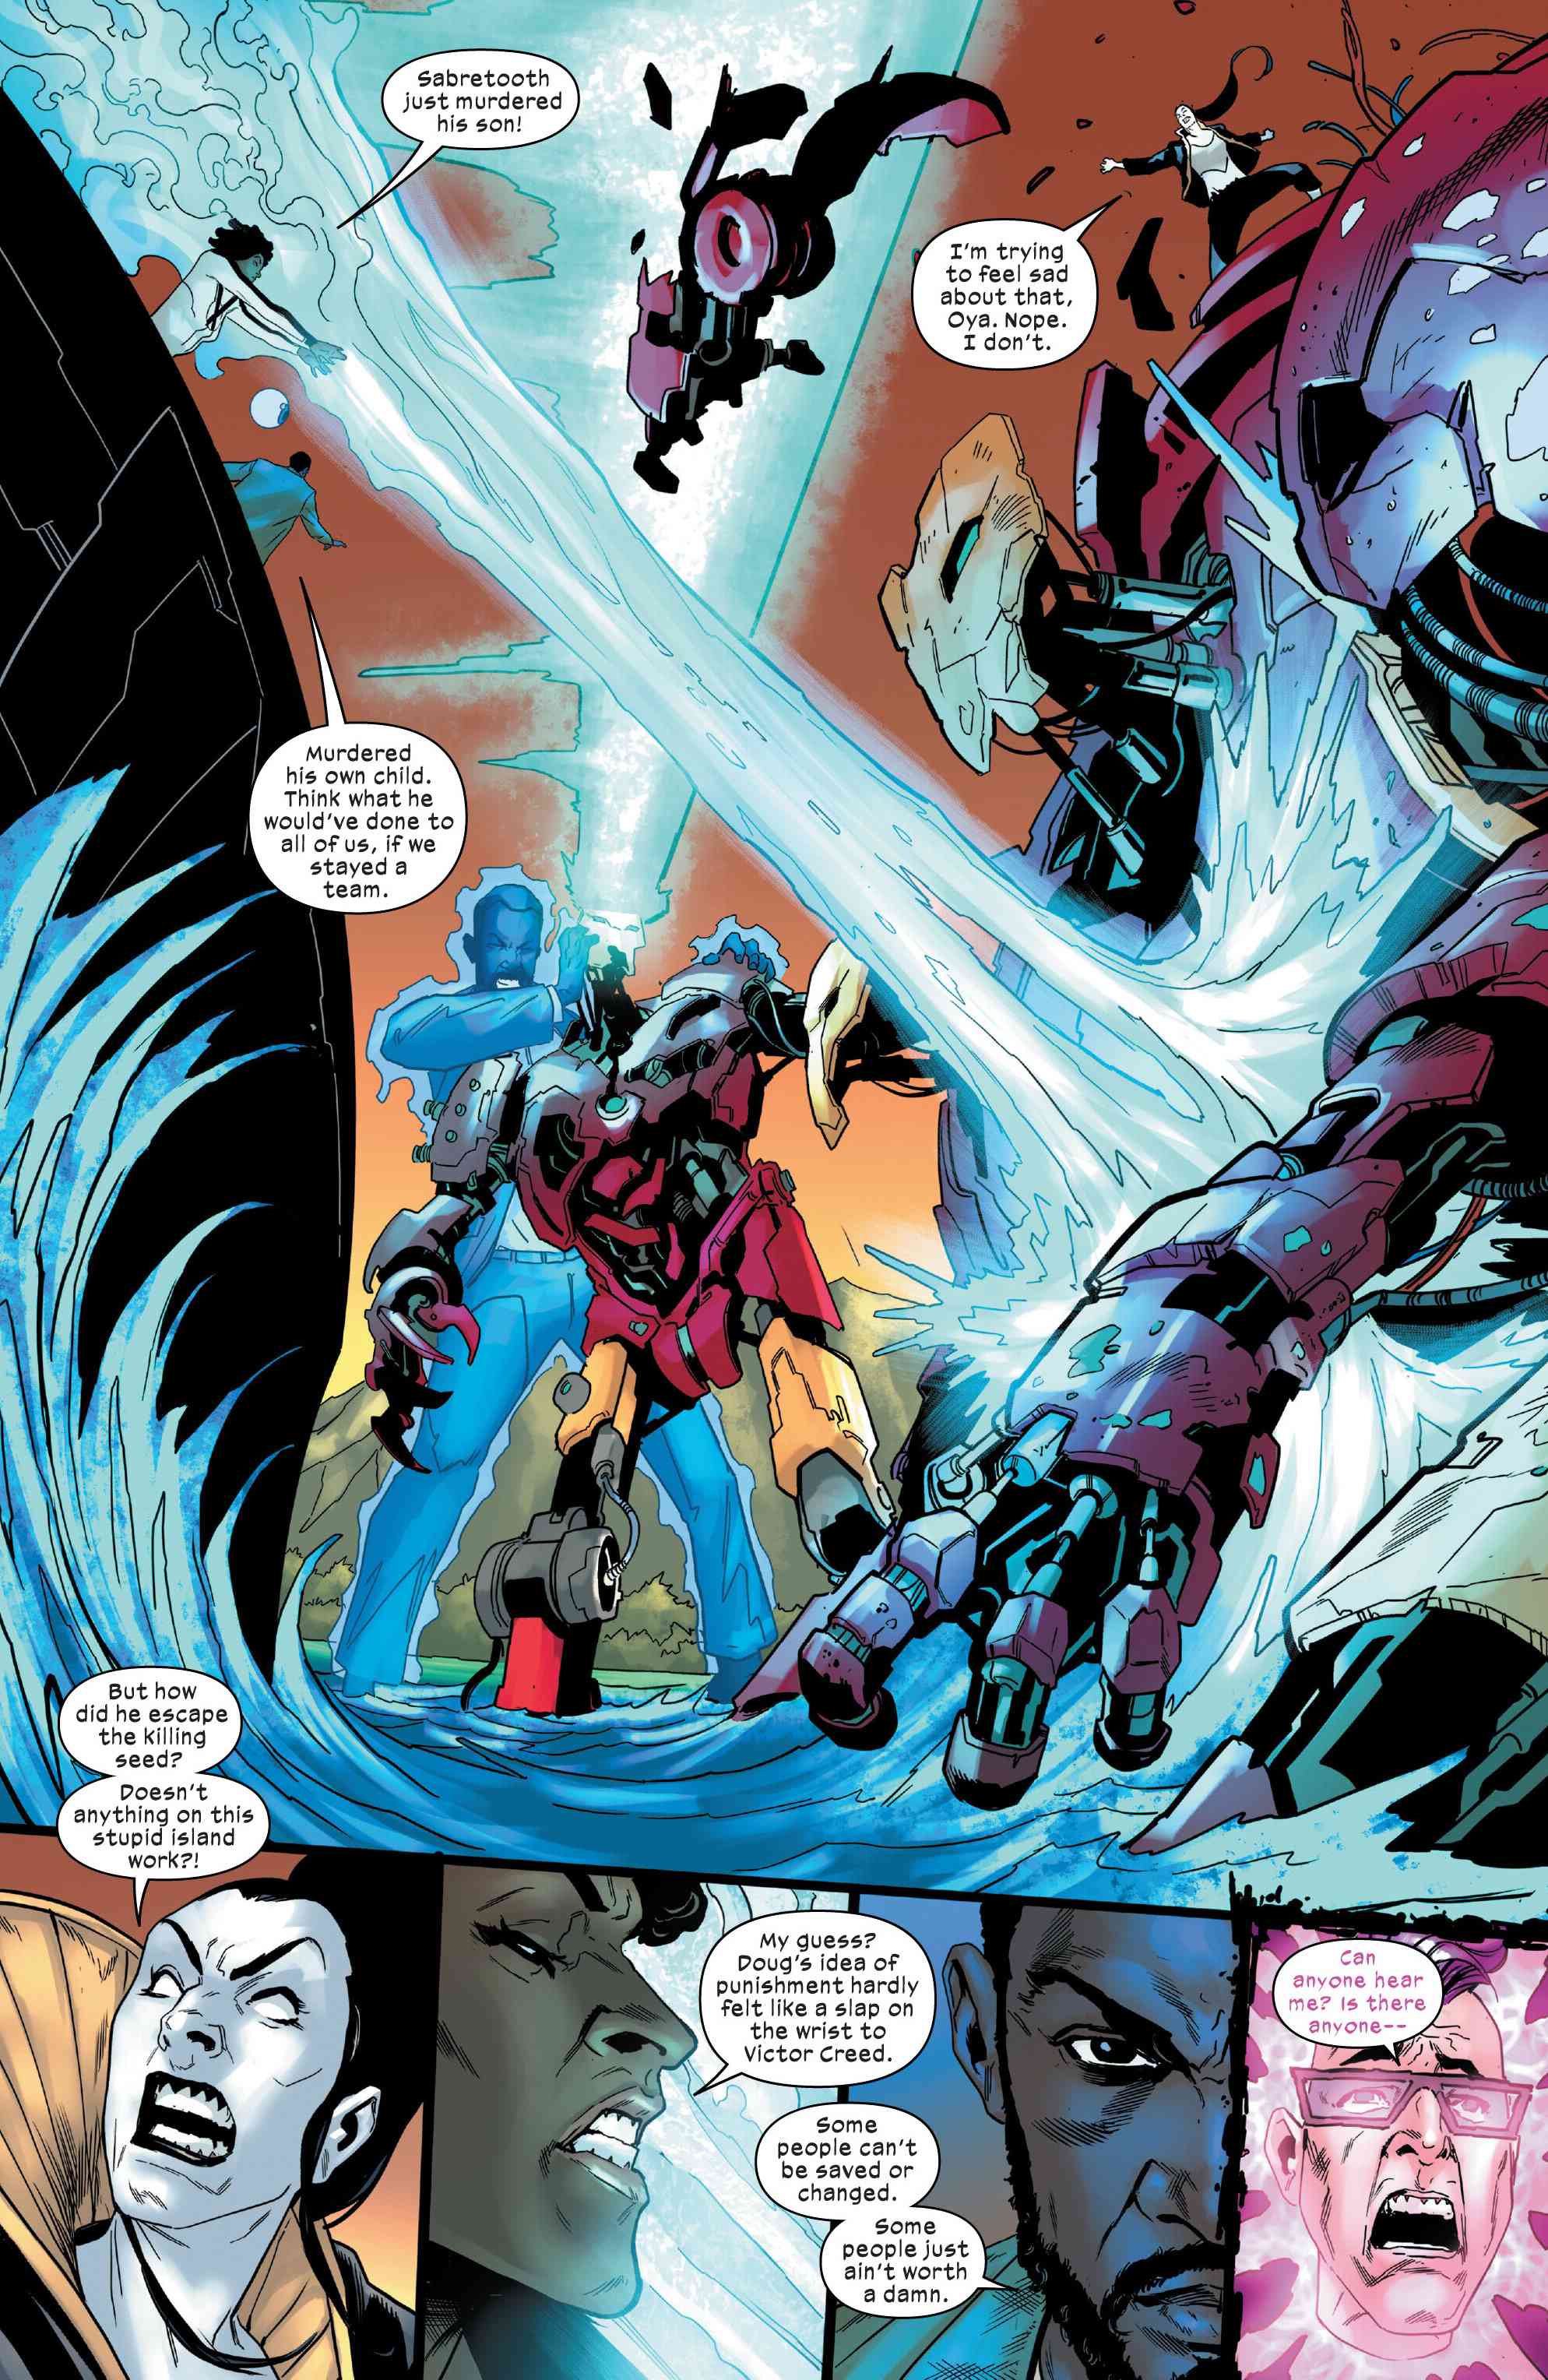 Sabretooth
just murdered
his son!
I'm trying
to feel sad
about that,
Oya. Nope.
I don't.
Murdered
his own child.
Think what he
would've done to
all of us, if we
stayed a
team.
But how
did he escape
the killing
seed?
Doesn't
anything on this
stupid island
work?!
My guess?
Doug's idea of
punishment hardly
felt like a slap on
the wrist to
Victor Creed.
Some
people can't
be saved or
changed.
Some
people just
ain't worth
a damn.
Can
anyone hear
me? Is there
anyone--